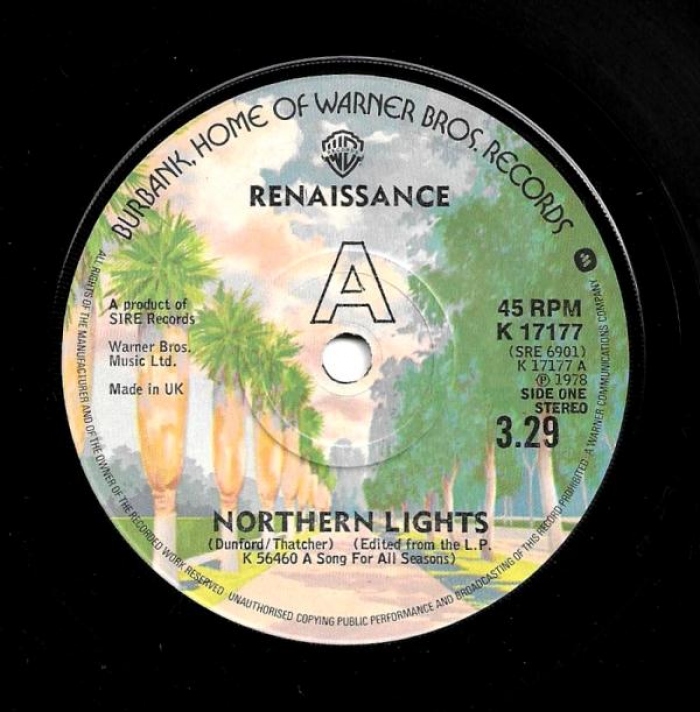 BURBANK, HOME OF WARNER BROS. RECORDS
RENAISSANCE
A
A product of
SIRE Records
Warner Bros.
Music Ltd.
Made in UK
45 RPM
K 17177
(SRE 6901)
K 17177 A
Ⓟ 1978
SIDE ONE
STEREO
3.29
NORTHERN LIGHTS
(Dunford/Thatcher) (Edited from the L.P.
K 56460 A Song For All Seasons)
ALL RIGHTS OF THE MANUFACTURER AND OF THE OWNER OF THE RECORDED WORK RESERVED. UNAUTHORISED COPYING PUBLIC PERFORMANCE AND BROADCASTING OF THIS RECORD PROHIBITED. A WARNER COMMUNICATIONS COMPANY